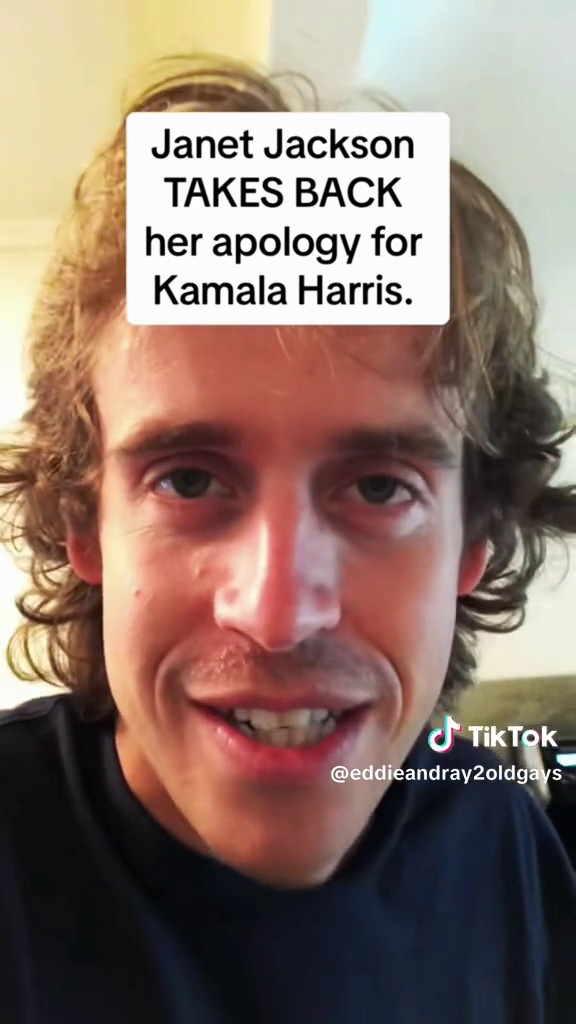 Janet Jackson
TAKES BACK
her apology for
Kamala Harris.
TikTok
@eddieandray2oldgays